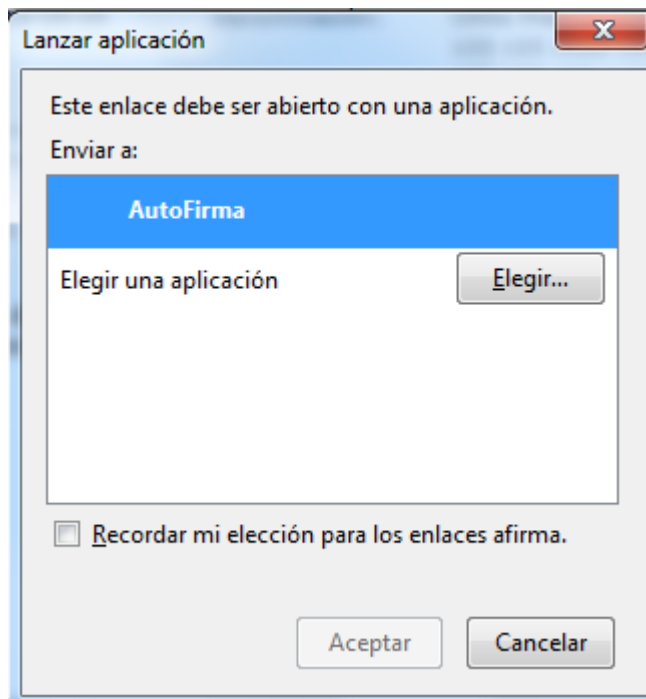 Lanzar aplicación
Este enlace debe ser abierto con una aplicación.
Enviar a:
AutoFirma
Elegir una aplicación
Elegir...
Recordar mi elección para los enlaces afirma.
Aceptar
Cancelar